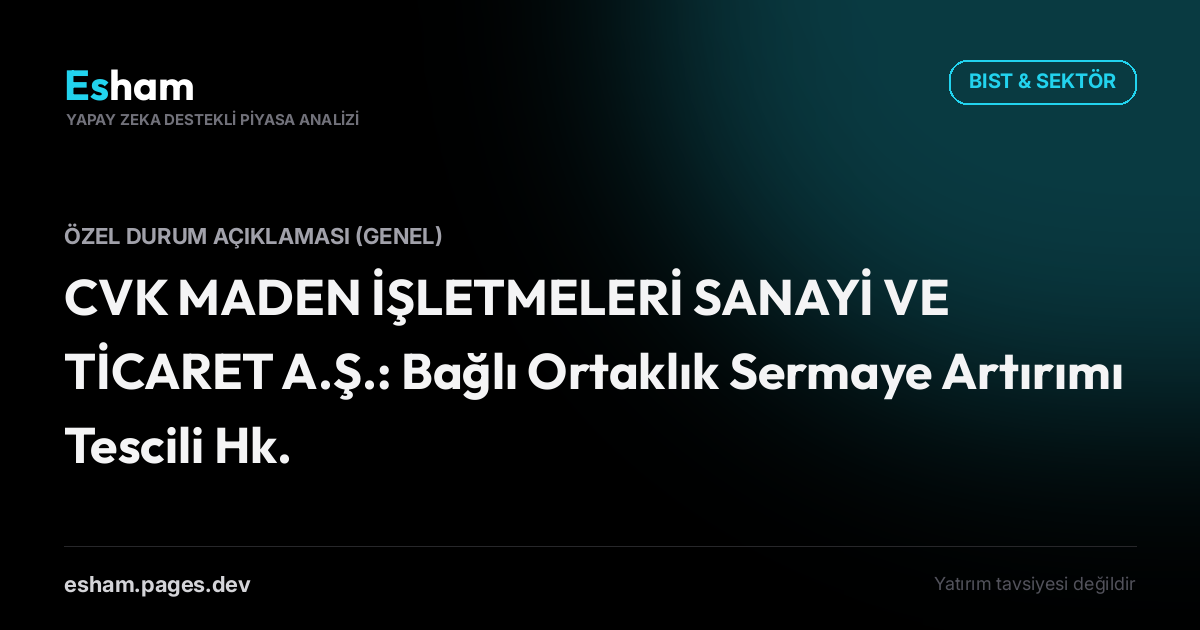 Esham
BIST & SEKTÖR
YAPAY ZEKA DESTEKLİ PİYASA ANALİZİ
ÖZEL DURUM AÇIKLAMASI (GENEL)
CVK MADEN İŞLETMELERİ SANAYİ VE
TİCARET A.Ş.: Bağlı Ortaklık Sermaye Artırımı
Tescili Hk.
esham.pages.dev
Yatırım tavsiyesi değildir